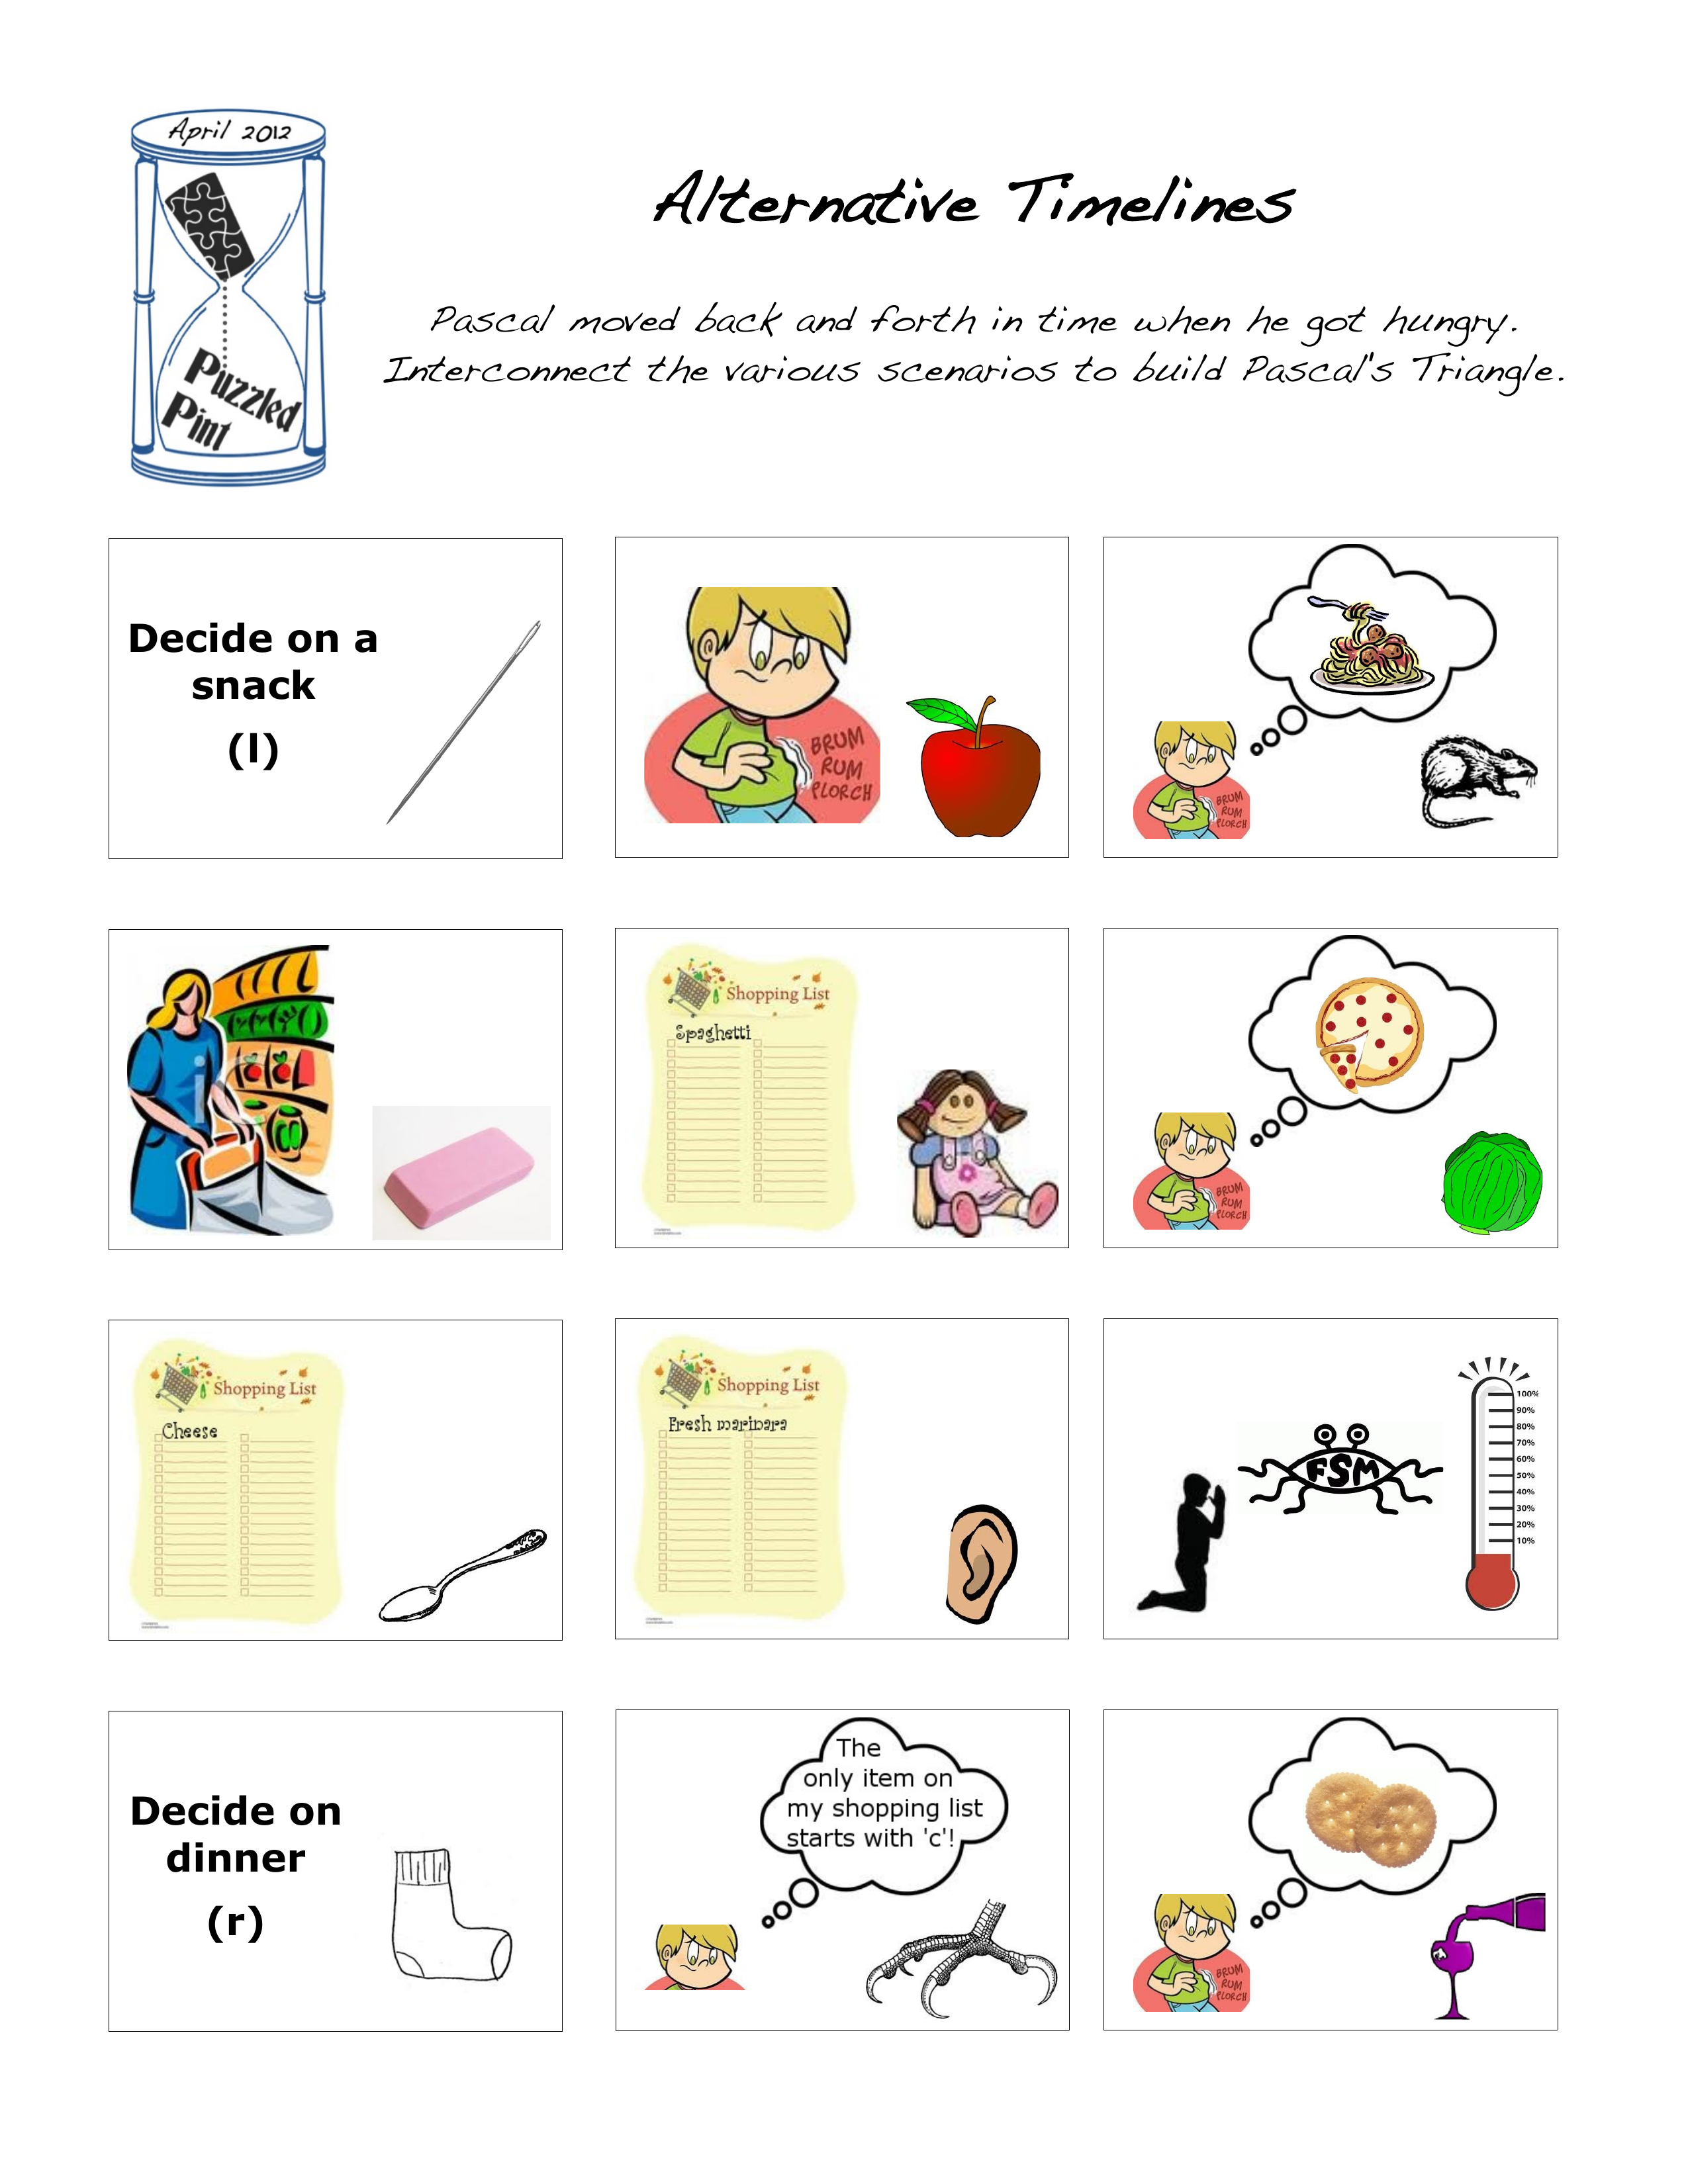 April 2012
Puzzled
Pint
Alternative Timelines
Pascal moved back and forth in time when he got hungry.
Interconnect the various scenarios to build Pascal's Triangle.
Decide on a
snack
(l)
BRUM
RUM
PLORCH
BRUM
RUM
PLORCH
Shopping List
Spaghetti
BRUM
RUM
PLORCH
Shopping List
Cheese
Shopping List
Fresh marinara
FSM
100%
90%
80%
70%
60%
50%
40%
30%
20%
10%
Decide on
dinner
(r)
The
only item on
my shopping list
starts with 'c'!
BRUM
RUM
PLORCH